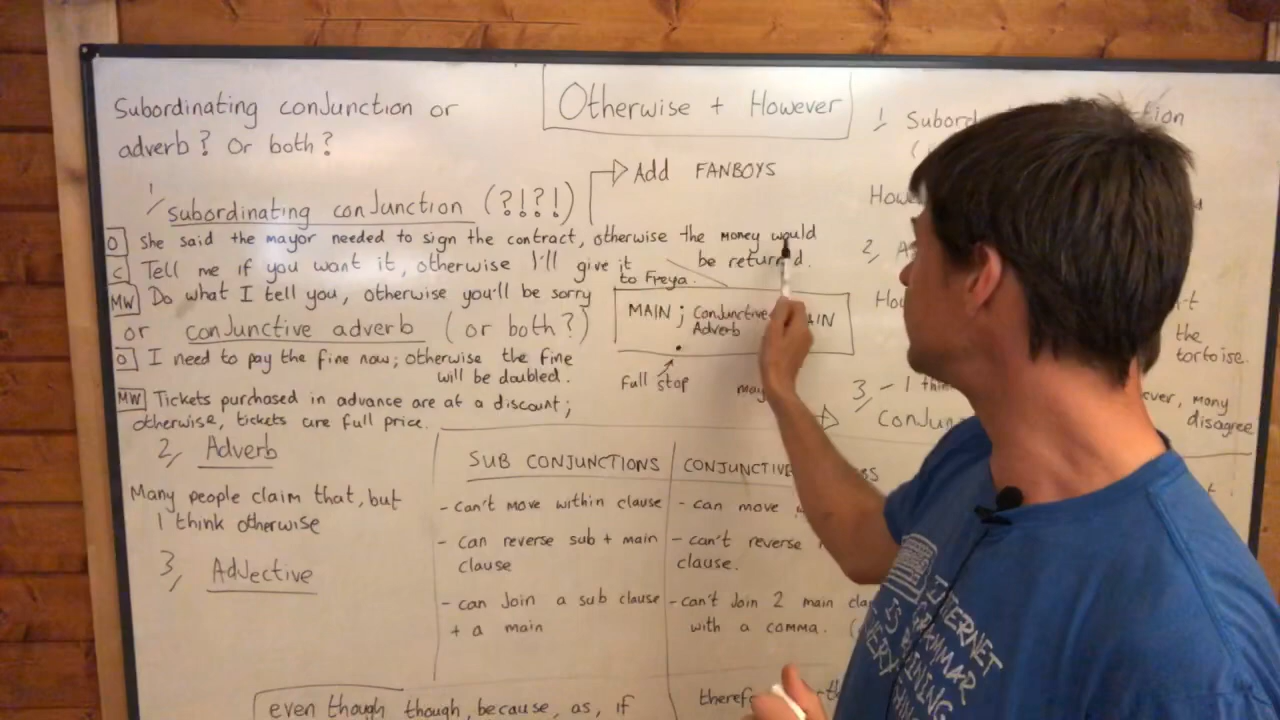 Subordinating conjunction or
adverb? Or both?
Otherwise + However
1/ subordinating conjunction (?!?!)
Add FANBOYS
O She said the mayor needed to sign the contract, otherwise the money would
be returned.
C Tell me if you want it, otherwise I'll give it
to Freya.
MW Do what I tell you, otherwise you'll be sorry
or conjunctive adverb (or both?)
O I need to pay the fine now; otherwise the fine
will be doubled.
MW Tickets purchased in advance are at a discount;
otherwise, tickets are full price.
MAIN ; Conjunctive
Adverb
. Full stop
2, Adverb
Many people claim that, but
I think otherwise
3, Adjective
SUB CONJUNCTIONS
- can't move within clause
- can reverse sub + main
clause
- can join a sub clause
+ a main
even though though, because, as, if
CONJUNCTIVE
- can move
- can't reverse
clause.
- can't join 2 main
with a comma.
1/
2,
the
tortoise.
3, - I
many
disagree
INTERNET
GRAMMAR